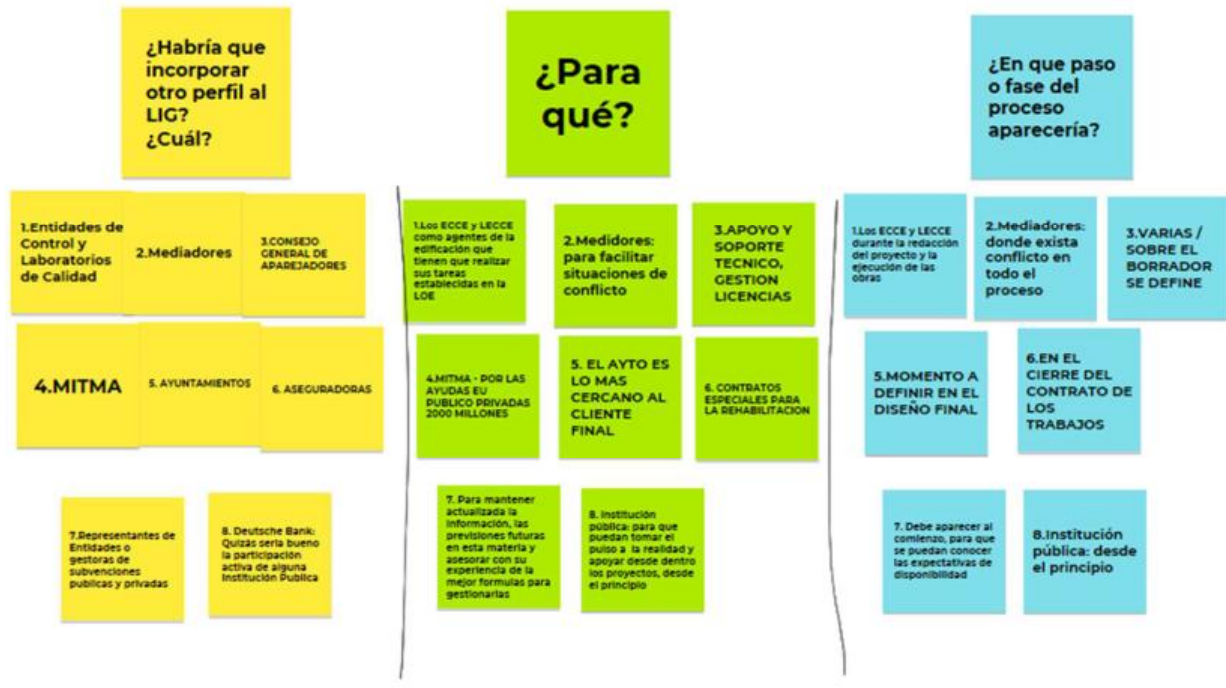 ¿Habría que
incorporar
otro perfil al
LIG?
¿Cuál?
1.Entidades de
Control y
Laboratorios
de Calidad
2.Mediadores
3.CONSEJO
GENERAL DE
APAREJADORES
4.MITMA
5. AYUNTAMIENTOS
6. ASEGURADORAS
7.Representantes de
Entidades o
gestoras de
subvenciones
publicas y privadas
8. Deutsche Bank:
Quizás seria bueno
la participación
activa de alguna
Institución Publica
¿Para
qué?
1.Los ECCE y LECCE
como agentes de la
edificación que
tienen que realizar
sus tareas
establecidas en la
LOE
2.Medidores:
para facilitar
situaciones de
conflicto
3.APOYO Y
SOPORTE
TECNICO,
GESTION
LICENCIAS
4.MITMA - POR LAS
AYUDAS EU
PUBLICO PRIVADAS
2000 MILLONES
5. EL AYTO ES
LO MAS
CERCANO AL
CLIENTE
FINAL
6. CONTRATOS
ESPECIALES PARA
LA REHABILITACION
7. Para mantener
actualizada la
información, las
previsiones futuras
en esta materia y
asesorar con su
experiencia de la
mejor formulas para
gestionarlas
8. Institución
pública: para que
puedan tomar el
pulso a la realidad y
apoyar desde dentro
los proyectos, desde
el principio
¿En que paso
o fase del
proceso
aparecería?
1.Los ECCE y LECCE
durante la redacción
del proyecto y la
ejecución de las
obras
2.Mediadores:
donde exista
conflicto en
todo el
proceso
3.VARIAS /
SOBRE EL
BORRADOR
SE DEFINE
5.MOMENTO A
DEFINIR EN EL
DISEÑO FINAL
6.EN EL
CIERRE DEL
CONTRATO DE
LOS
TRABAJOS
7. Debe aparecer al
comienzo, para que
se puedan conocer
las expectativas de
disponibilidad
8.Institución
pública: desde
el principio